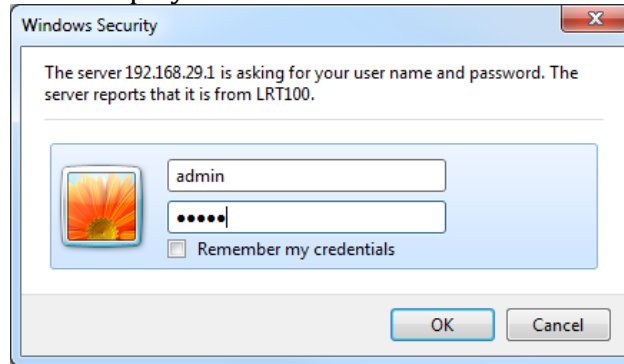 Windows Security
The server 192.168.29.1 is asking for your user name and password. The
server reports that it is from LRT100.
admin
●●●●●
Remember my credentials
OK
Cancel